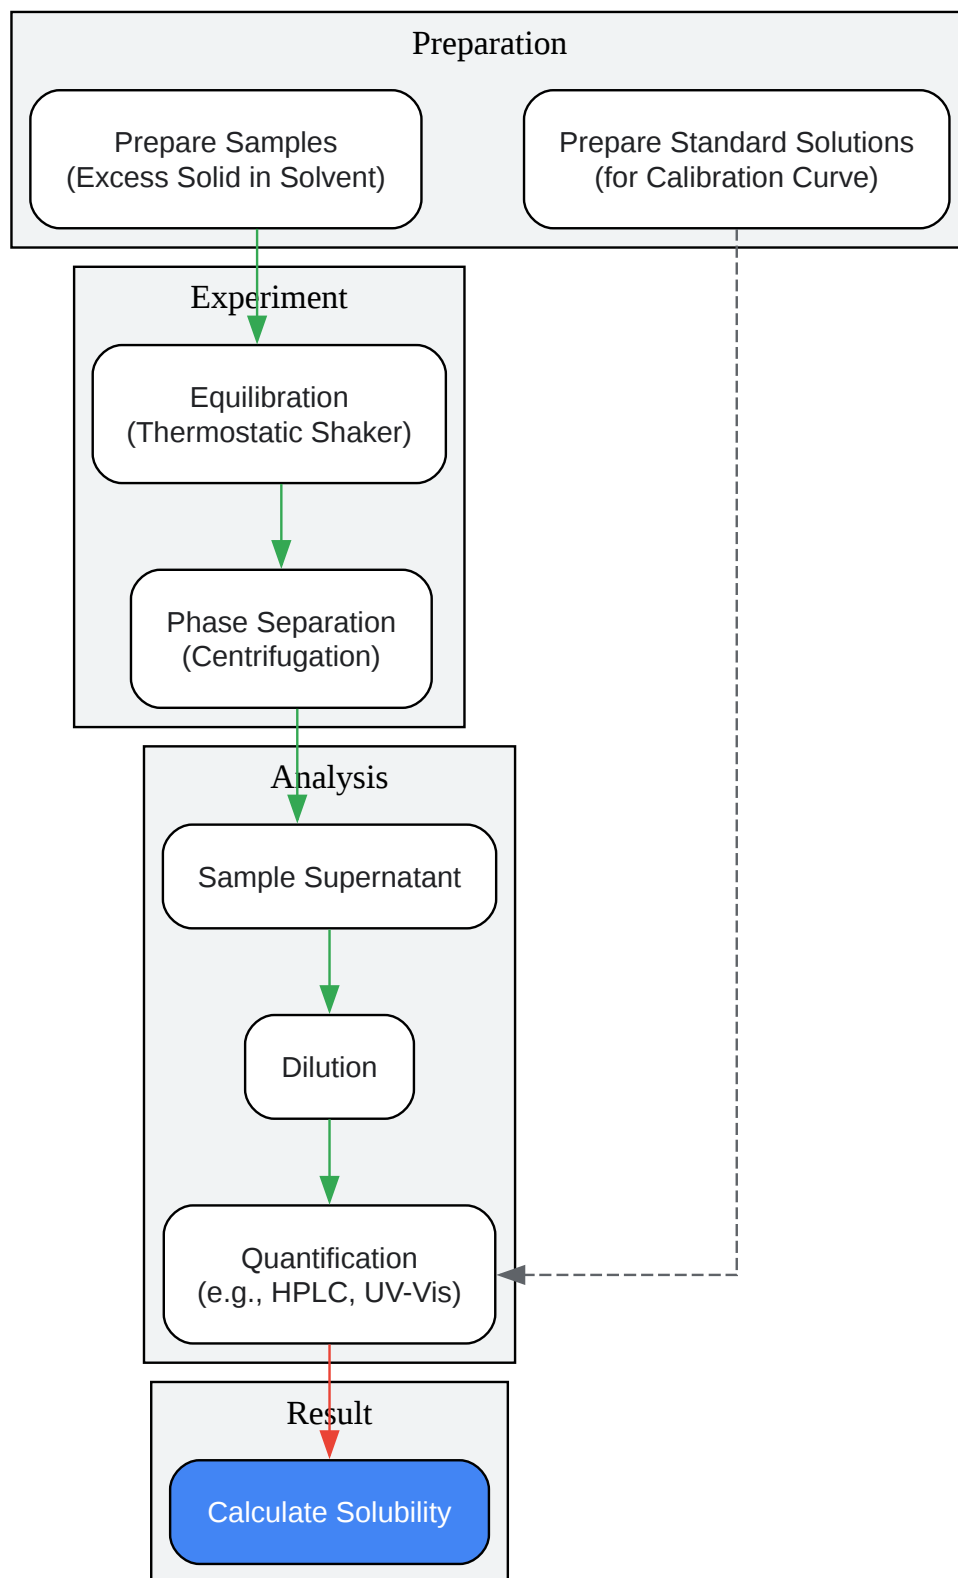 Preparation
Prepare Samples
(Excess Solid in Solvent)
Prepare Standard Solutions
(for Calibration Curve)
Experiment
Equilibration
(Thermostatic Shaker)
Phase Separation
(Centrifugation)
Analysis
Sample Supernatant
Dilution
Quantification
(e.g., HPLC, UV-Vis)
Result
Calculate Solubility